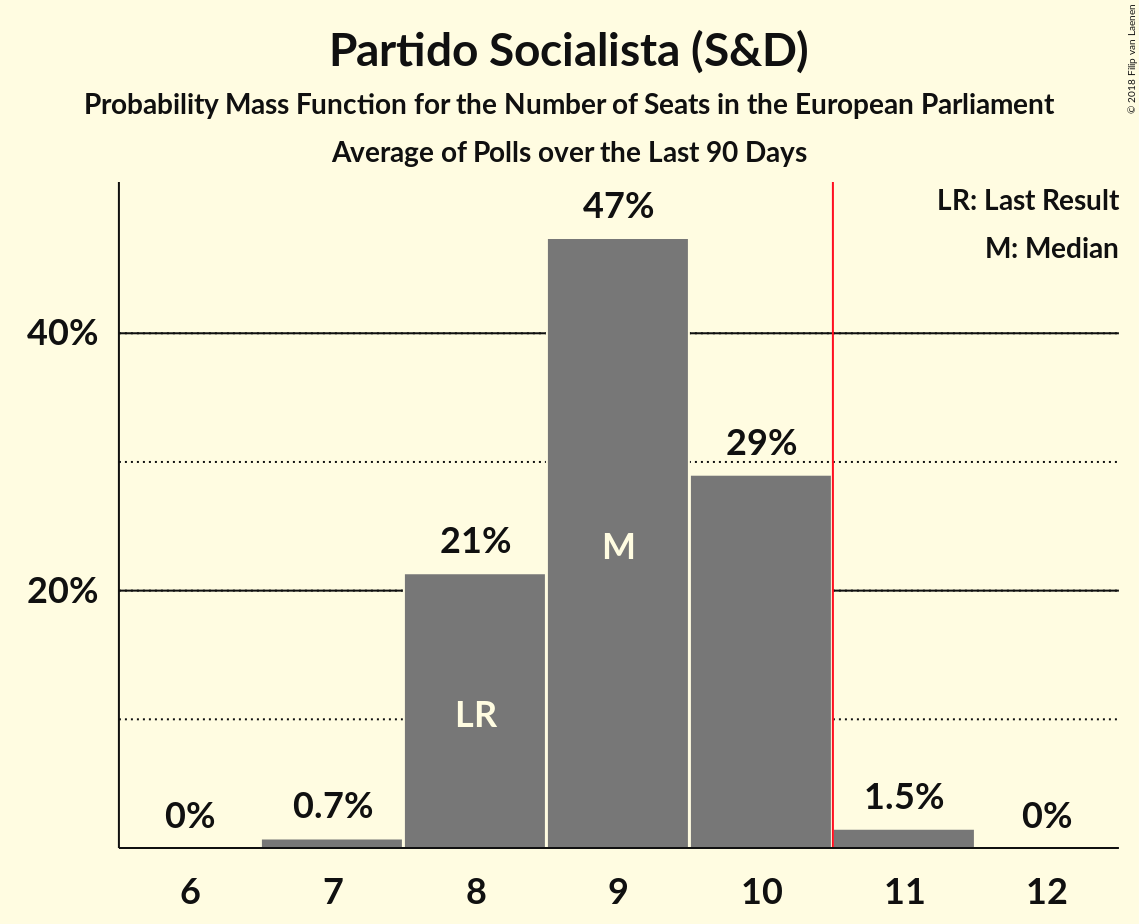 Partido Socialista (S&D)
Probability Mass Function for the Number of Seats in the European Parliament
Average of Polls over the Last 90 Days
© 2018 Filip van Laenen
LR: Last Result
M: Median
40%
20%
0%
0.7%
21%
47%
29%
1.5%
0%
LR
M
6
7
8
9
10
11
12